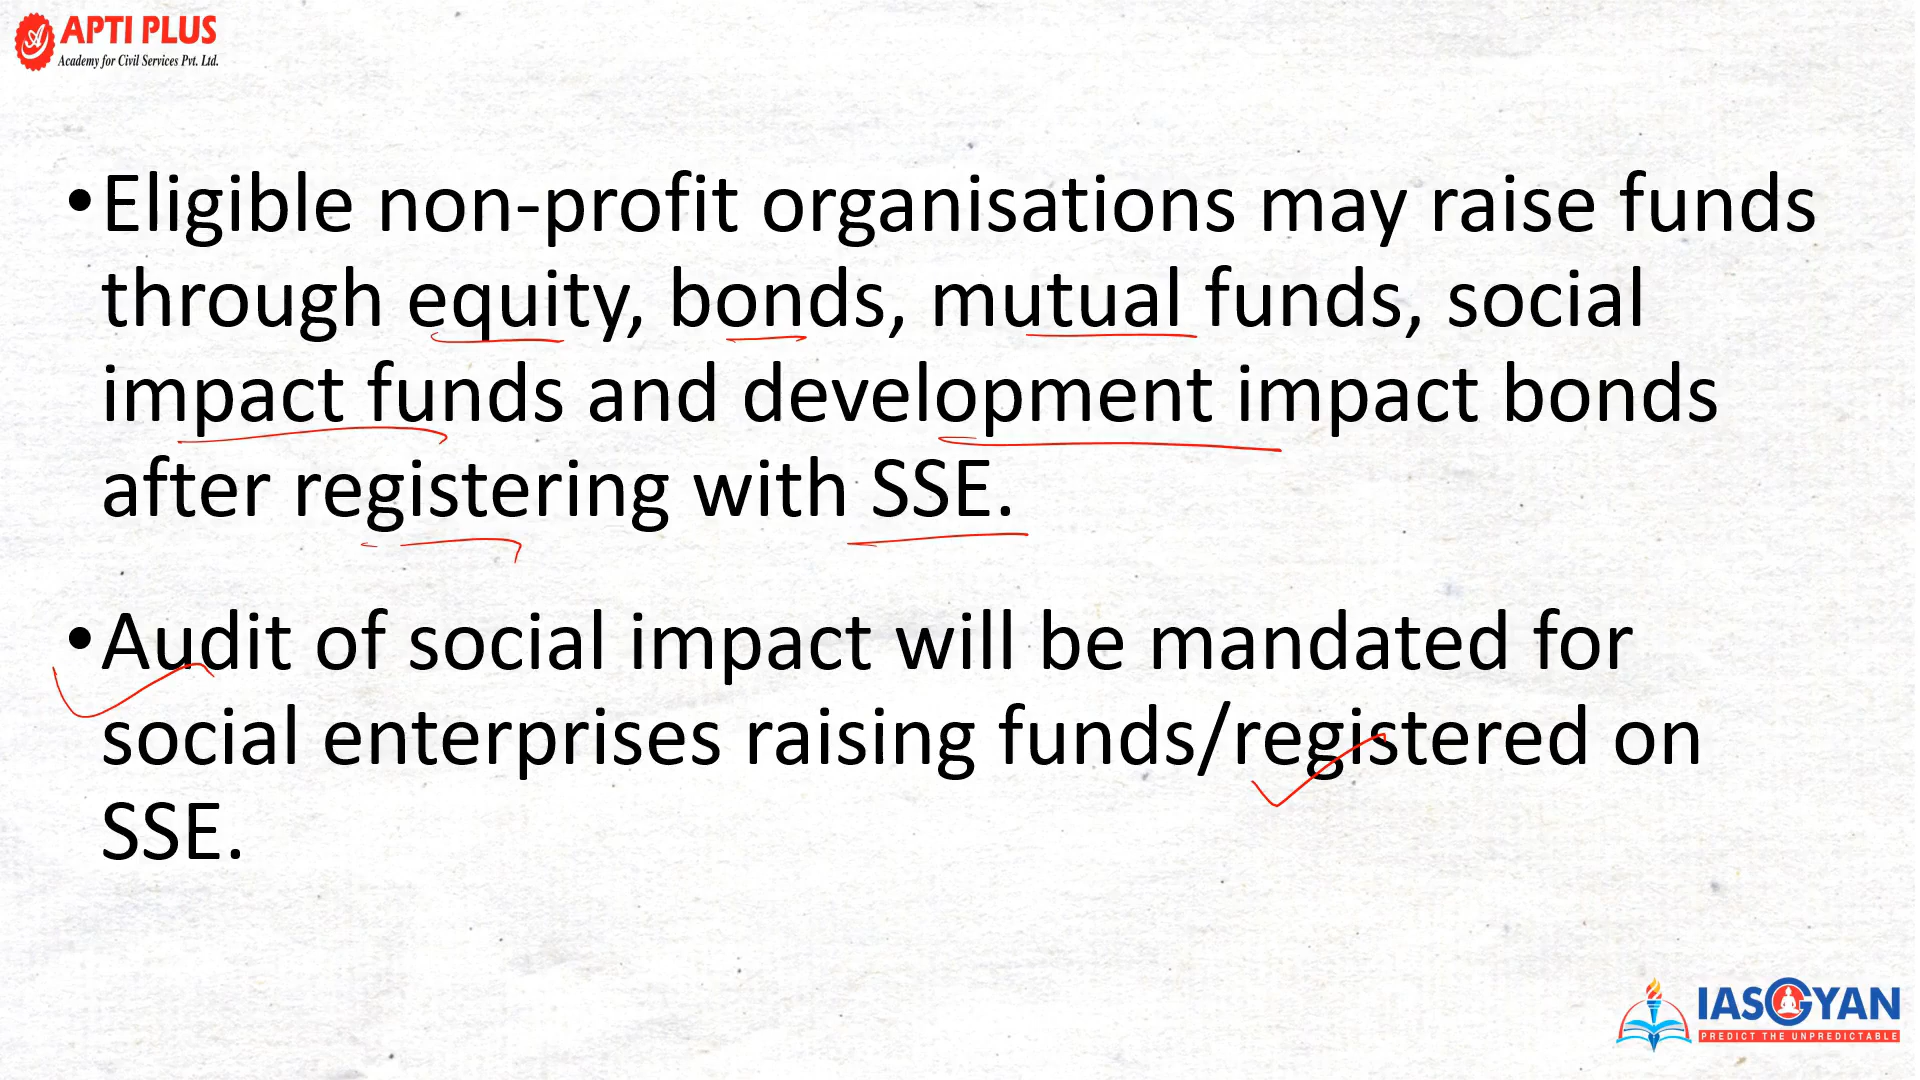 APTI PLUS
Academy for Civil Services Pvt. Ltd.
•Eligible non-profit organisations may raise funds
through equity, bonds, mutual funds, social
impact funds and development impact bonds
after registering with SSE.
•Audit of social impact will be mandated for
social enterprises raising funds/registered on
SSE.
IASGYAN
PREDICT THE UNPREDICTABLE